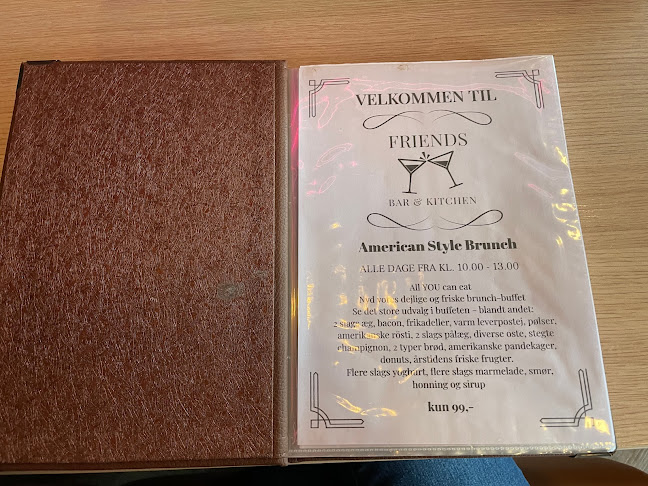 VELKOMMEN TIL
FRIENDS
BAR & KITCHEN
American Style Brunch
ALLE DAGE FRA KL. 10.00 - 13.00
All YOU can eat
Nyd vores dejlige og friske brunch-buffet
Se det store udvalg i buffeten – blandt andet:
2 slags æg, bacon, frikadeller, varm leverpostej, pølser,
amerikanske rösti, 2 slags pålæg, diverse oste, stegte
champignon, 2 typer brød, amerikanske pandekager,
donuts, årstidens friske frugter.
Flere slags yoghurt, flere slags marmelade, smør,
honning og sirup
kun 99,-